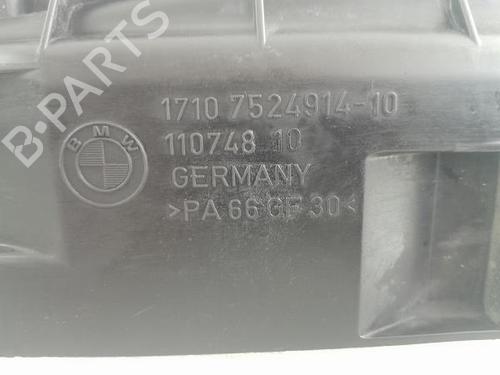 B-PARTS
1710 7524914-10
110748 10
BMW
GERMANY
>PA 66 GF 30<